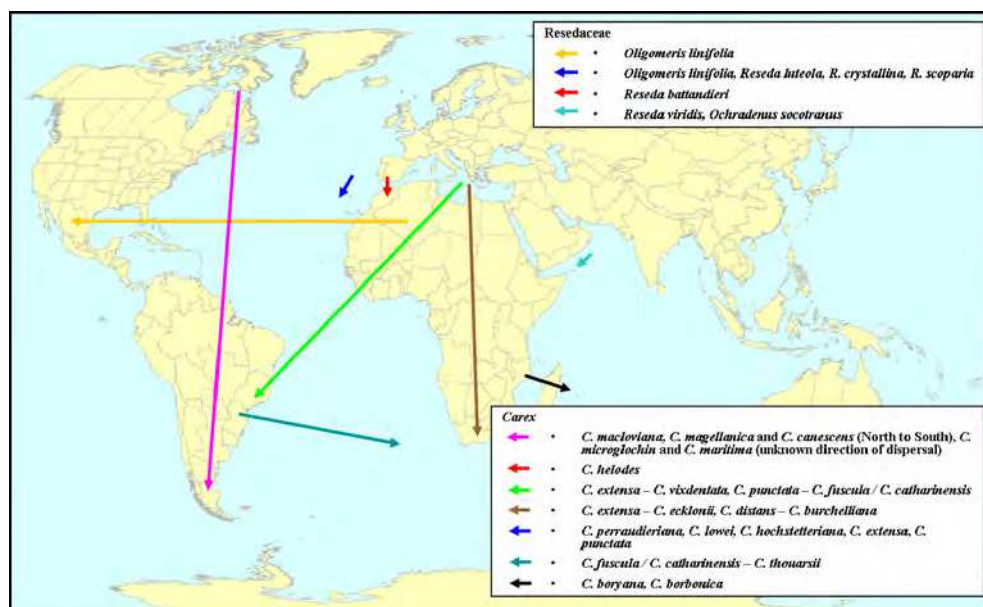 Resedaceae
• Oligomeris linifolia
• Oligomeris linifolia, Reseda luteola, R. crystallina, R. scoparia
• Reseda battandieri
• Reseda viridis, Ochradenus socotranus
Carex
• C. macloviana, C. magellanica and C. canescens (North to South), C.
microglochin and C. maritima (unknown direction of dispersal)
• C. helodes
• C. extensa – C. vixdentata, C. punctata – C. fuscula / C. catharinensis
• C. extensa – C. ecklonii, C. distans – C. burchelliana
• C. perraudieriana, C. lowei, C. hochstetteriana, C. extensa, C.
punctata
• C. fuscula / C. catharinensis – C. thouarsii
• C. boryana, C. borbonica